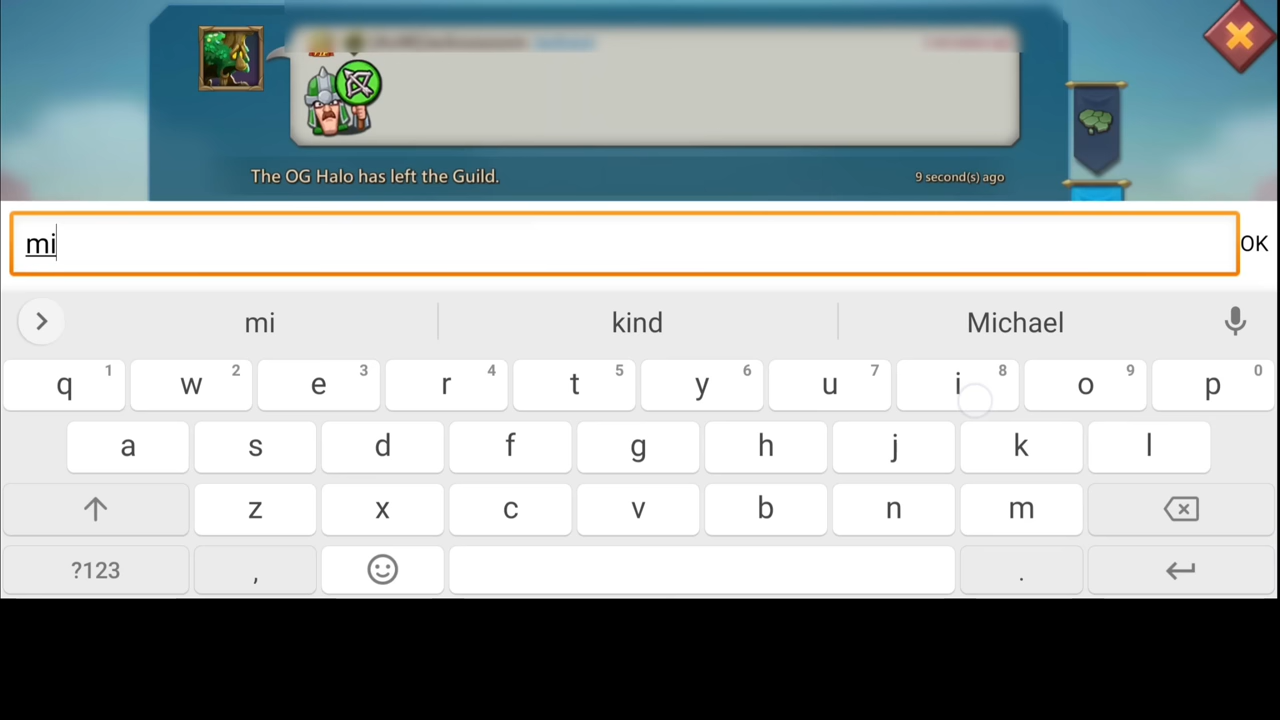 The OG Halo has left the Guild.
9 second(s) ago
mi
OK
mi kind Michael
q 1 w 2 e 3 r 4 t 5 y 6 u 7 i 8 o 9 p 0
a s d f g h j k l
z x c v b n m
?123 , .